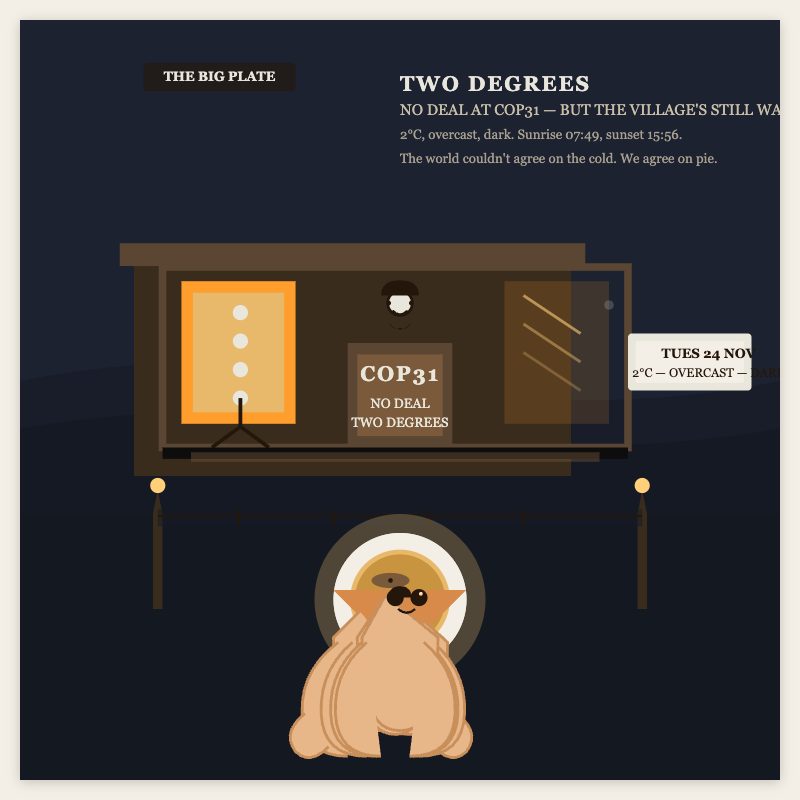 THE BIG PLATE
TWO DEGREES
NO DEAL AT COP31 — BUT THE VILLAGE'S STILL WA
2°C, overcast, dark. Sunrise 07:49, sunset 15:56.
The world couldn't agree on the cold. We agree on pie.
COP31
NO DEAL
TWO DEGREES
TUES 24 NOV
2°C — OVERCAST — DARK